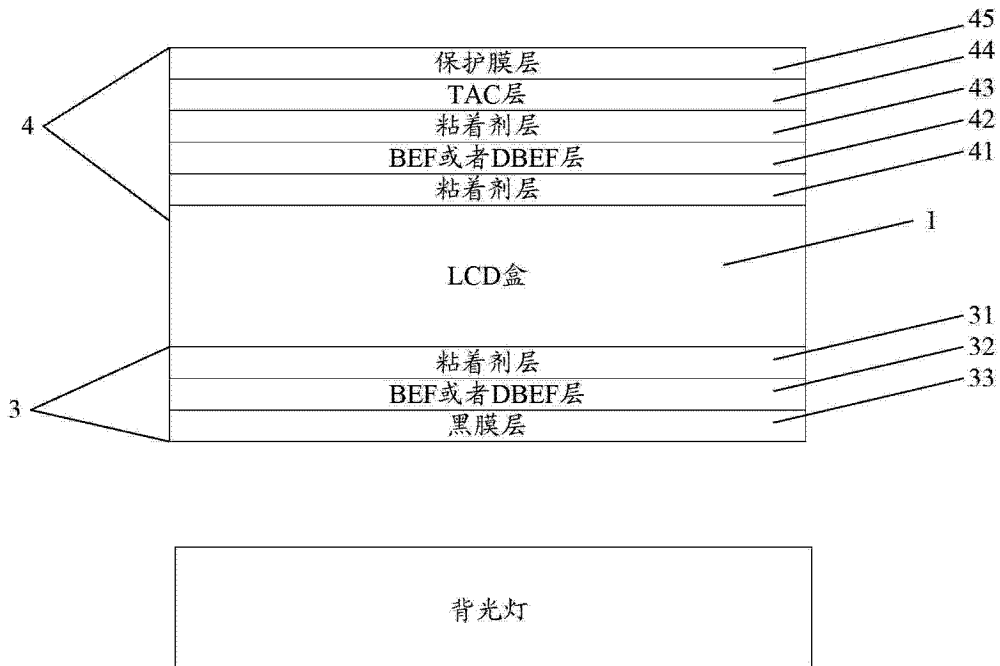 保护膜层 45
TAC层 44
粘着剂层 43
4
BEF或者DBEF层 42
粘着剂层 41
1
LCD盒
粘着剂层 31
BEF或者DBEF层 32
3
黑膜层 33
背光灯